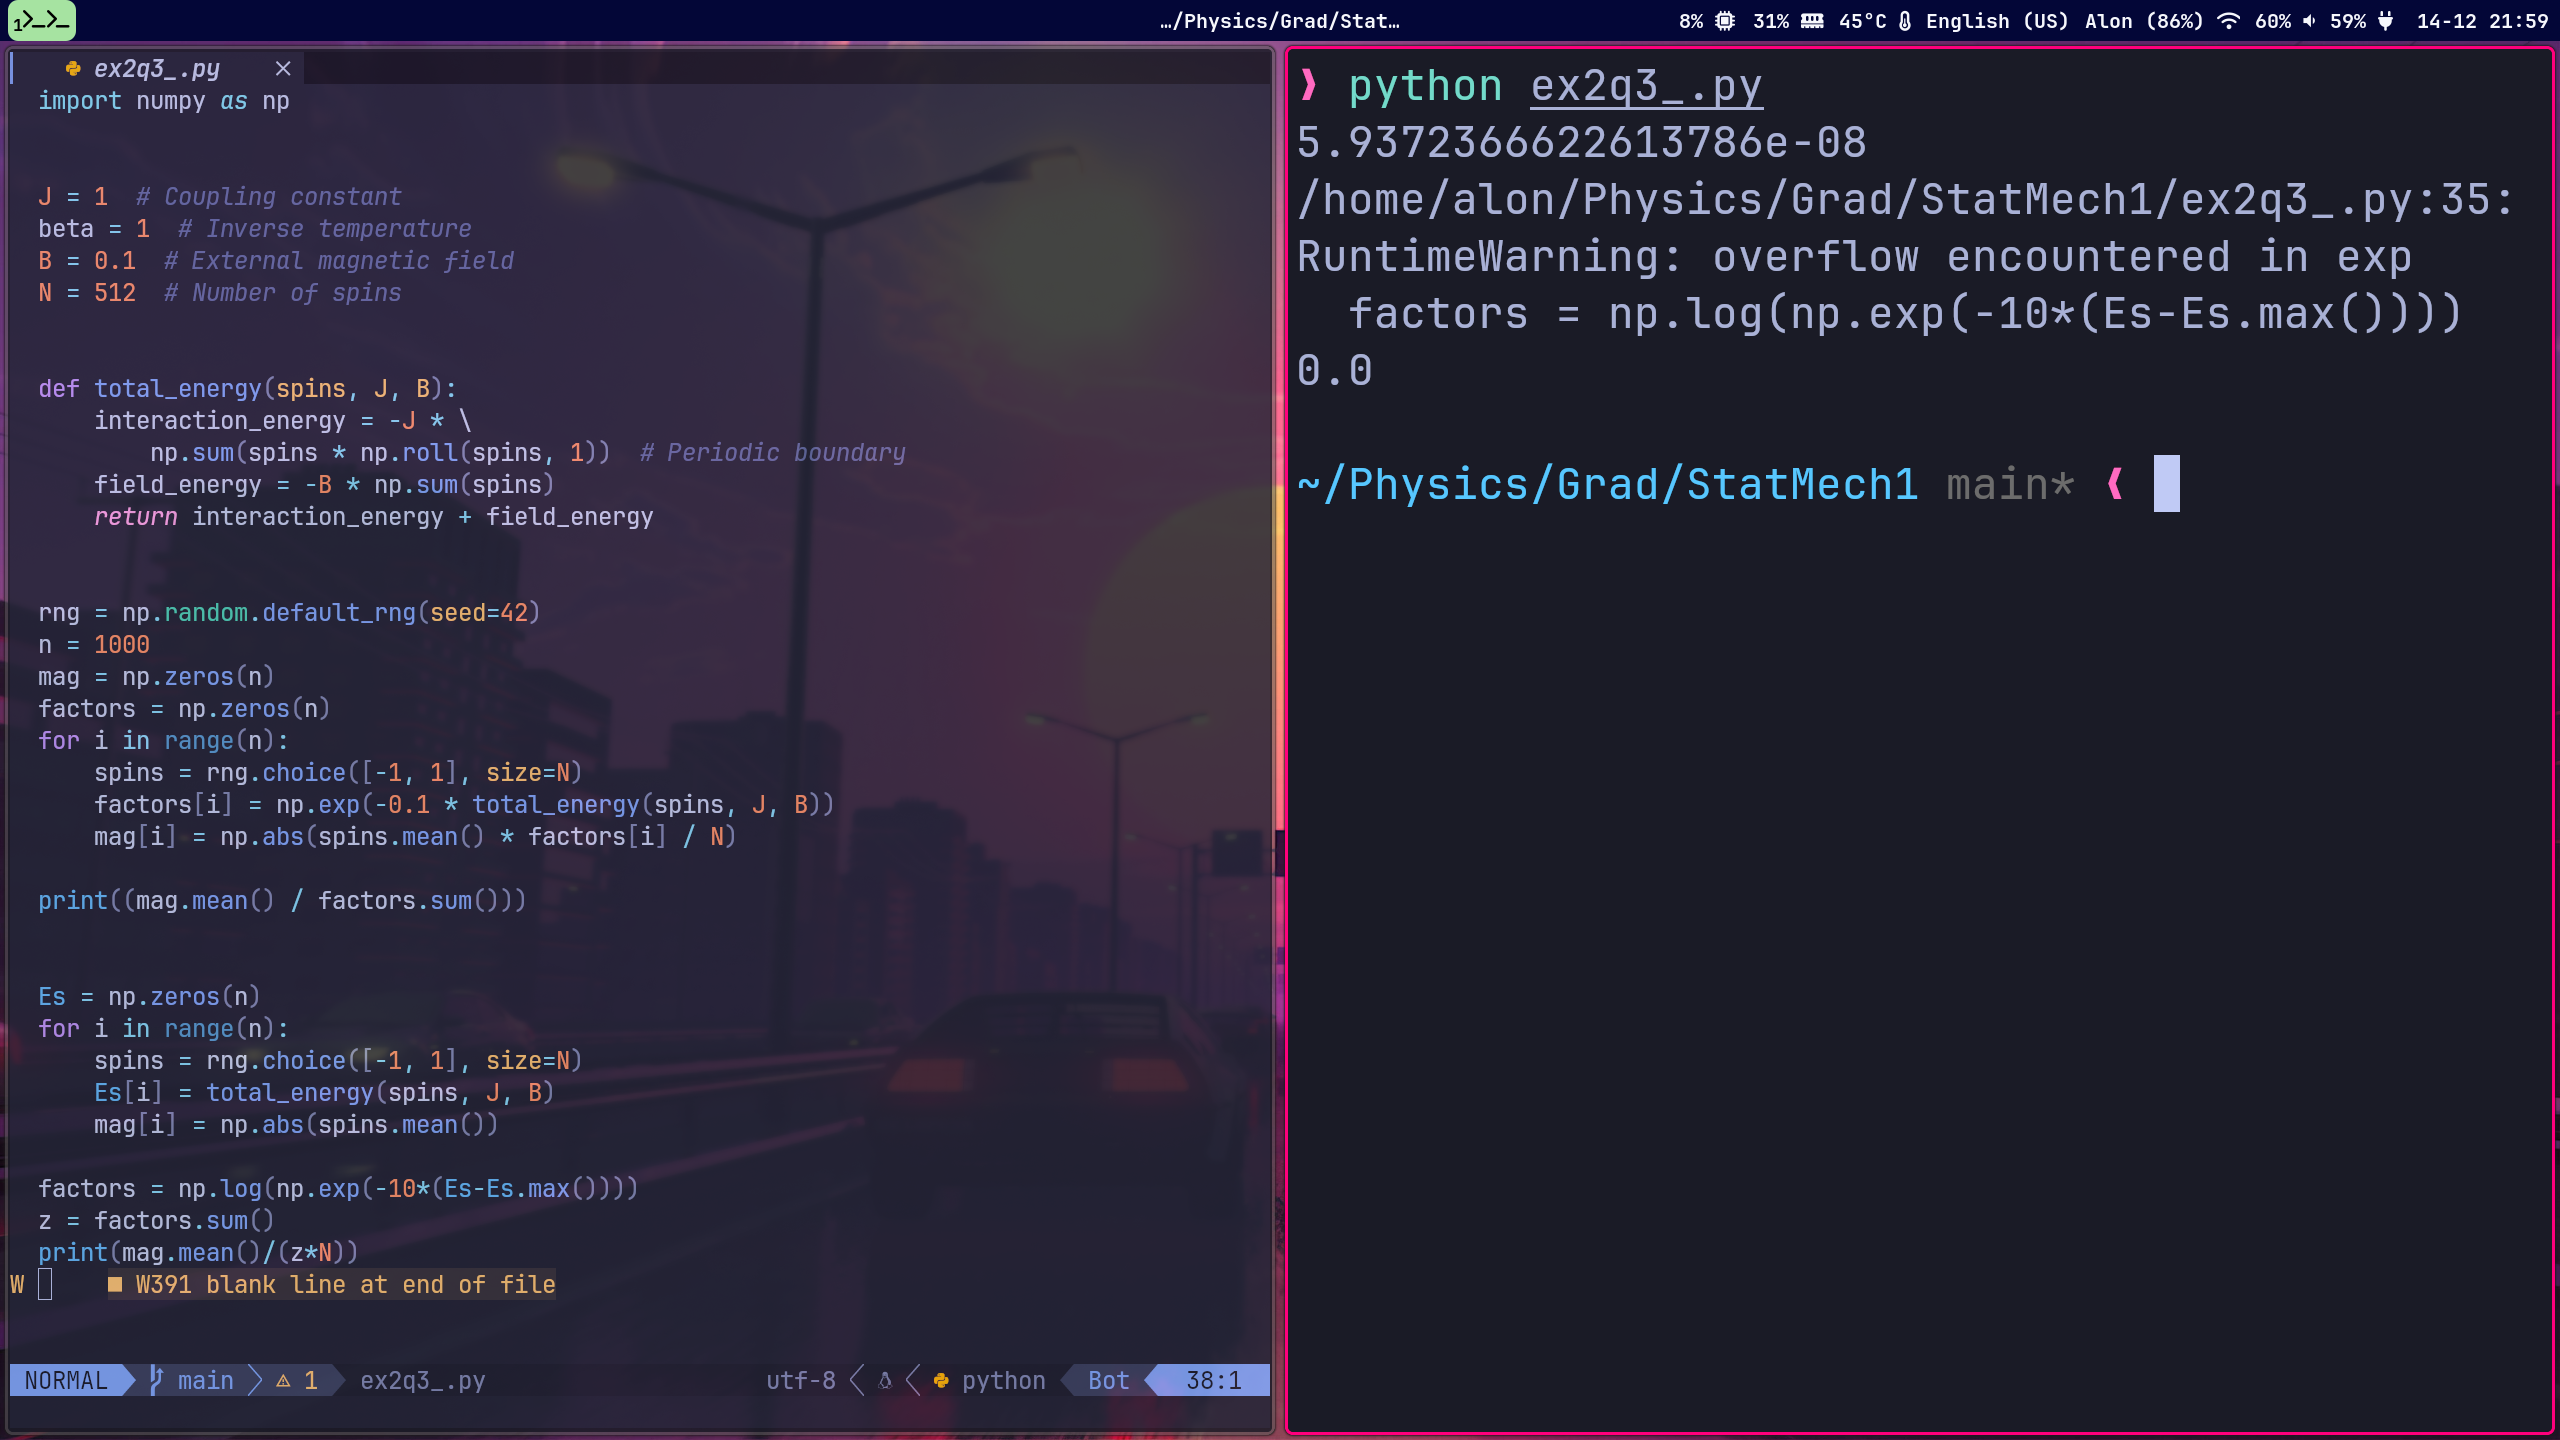 1
…/Physics/Grad/Stat…
8% 31% 45°C English (US) Alon (86%) 60% 59% 14-12 21:59
ex2q3_.py
import numpy as np
J = 1  # Coupling constant
beta = 1  # Inverse temperature
B = 0.1  # External magnetic field
N = 512  # Number of spins
def total_energy(spins, J, B):
    interaction_energy = -J * \
        np.sum(spins * np.roll(spins, 1))  # Periodic boundary
    field_energy = -B * np.sum(spins)
    return interaction_energy + field_energy
rng = np.random.default_rng(seed=42)
n = 1000
mag = np.zeros(n)
factors = np.zeros(n)
for i in range(n):
    spins = rng.choice([-1, 1], size=N)
    factors[i] = np.exp(-0.1 * total_energy(spins, J, B))
    mag[i] = np.abs(spins.mean() * factors[i] / N)
print((mag.mean() / factors.sum()))
Es = np.zeros(n)
for i in range(n):
    spins = rng.choice([-1, 1], size=N)
    Es[i] = total_energy(spins, J, B)
    mag[i] = np.abs(spins.mean())
factors = np.log(np.exp(-10*(Es-Es.max())))
z = factors.sum()
print(mag.mean()/(z*N))
W ■ W391 blank line at end of file
NORMAL main ⚠ 1 ex2q3_.py utf-8 python Bot 38:1
❱ python ex2q3_.py
5.9372366622613786e-08
/home/alon/Physics/Grad/StatMech1/ex2q3_.py:35:
RuntimeWarning: overflow encountered in exp
  factors = np.log(np.exp(-10*(Es-Es.max())))
0.0
~/Physics/Grad/StatMech1 main* ❰